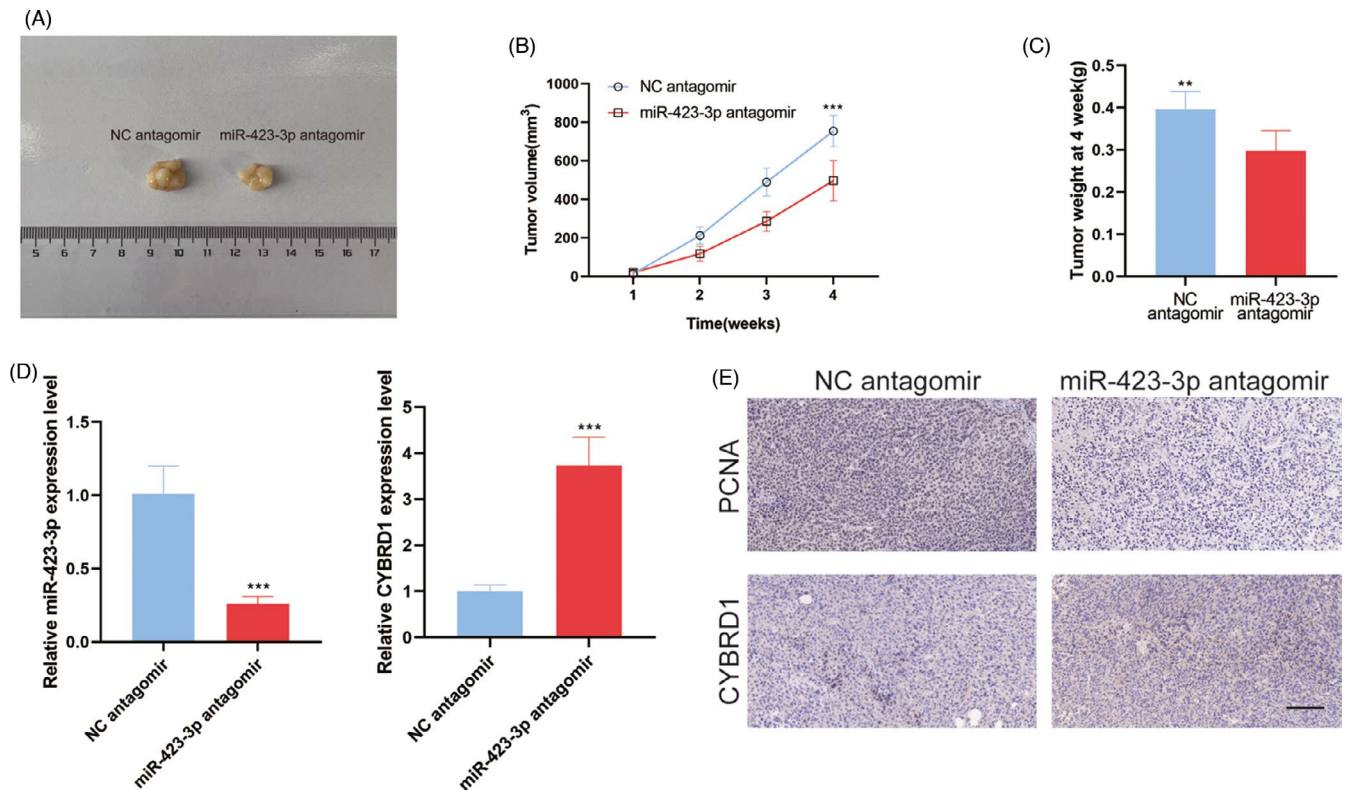 (A)
NC antagomir miR-423-3p antagomir
5 6 7 8 9 10 11 12 13 14 15 16 17
(B)
NC antagomir
miR-423-3p antagomir
Tumor volume(mm3)
1000
800
600
400
200
0
***
1 2 3 4
Time(weeks)
(C)
Tumor weight at 4 week(g)
0.5
0.4
0.3
0.2
0.1
0.0
**
NC
antagomir
miR-423-3p
antagomir
(D)
Relative miR-423-3p expression level
1.5
1.0
0.5
0.0
***
NC antagomir
miR-423-3p antagomir
Relative CYBRD1 expression level
5
4
3
2
1
0
***
NC antagomir
miR-423-3p antagomir
(E)
NC antagomir miR-423-3p antagomir
PCNA
CYBRD1